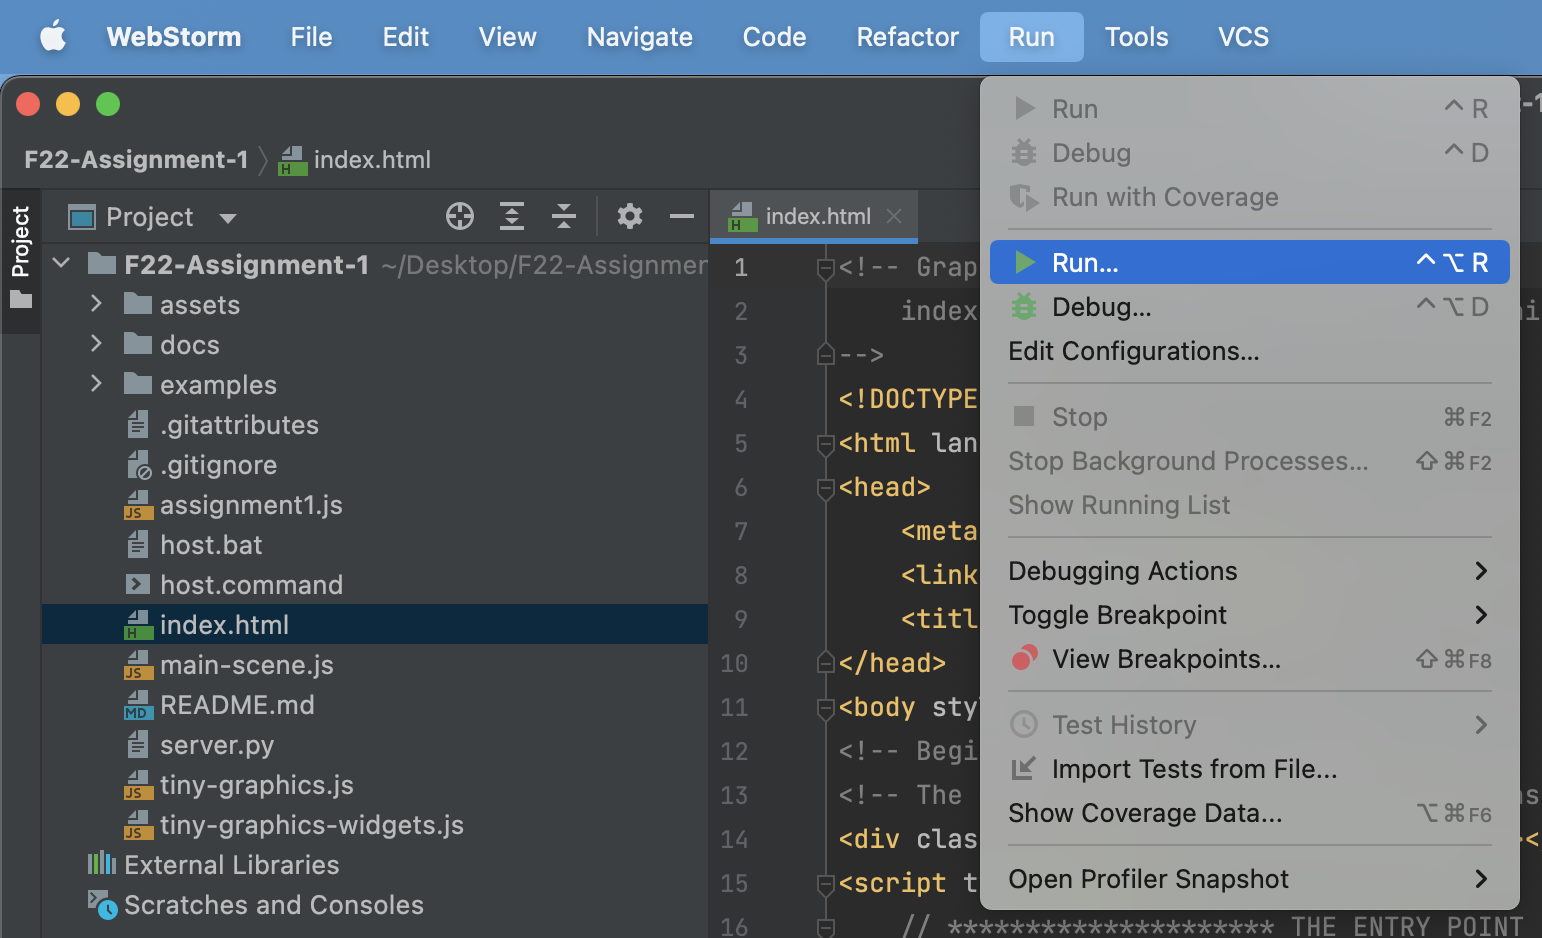 WebStorm File Edit View Navigate Code Refactor Run Tools VCS
F22-Assignment-1 index.html
Project
Project
index.html
F22-Assignment-1 ~/Desktop/F22-Assignmen
assets
docs
examples
.gitattributes
.gitignore
JS assignment1.js
host.bat
host.command
H index.html
JS main-scene.js
MD README.md
server.py
JS tiny-graphics.js
JS tiny-graphics-widgets.js
External Libraries
Scratches and Consoles
1 <!-- Grap
2 index
3 -->
4 <!DOCTYPE
5 <html lan
6 <head>
7 <meta
8 <link
9 <titl
10 </head>
11 <body sty
12 <!-- Begi
13 <!-- The
14 <div clas
15 <script t
16 // ********************* THE ENTRY POINT
Run ^ R
Debug ^ D
Run with Coverage
Run... ^⌥R
Debug... ^⌥D
Edit Configurations...
Stop ⌘F2
Stop Background Processes... ⇧⌘F2
Show Running List
Debugging Actions
Toggle Breakpoint
View Breakpoints... ⇧⌘F8
Test History
Import Tests from File...
Show Coverage Data... ⌥⌘F6
Open Profiler Snapshot